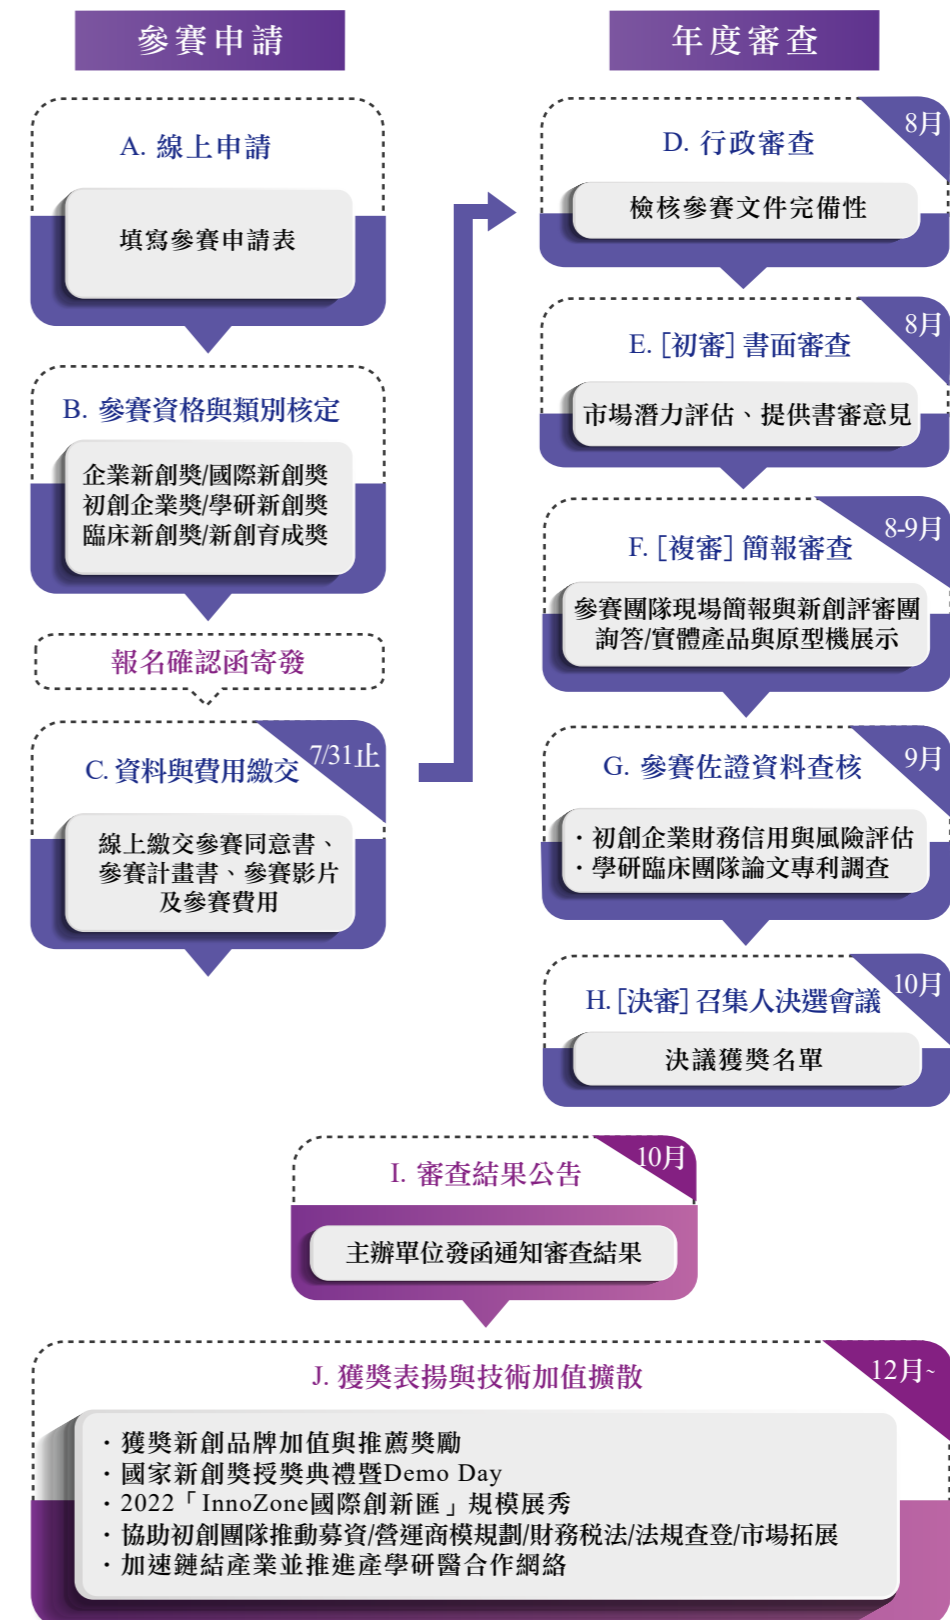 參賽申請
A. 線上申請
填寫參賽申請表
B. 參賽資格與類別核定
企業新創獎/國際新創獎
初創企業獎/學研新創獎
臨床新創獎/新創育成獎
報名確認函寄發
7/31止
C. 資料與費用繳交
線上繳交參賽同意書、
參賽計畫書、參賽影片
及參賽費用
年度審查
8月
D. 行政審查
檢核參賽文件完備性
8月
E. [初審] 書面審查
市場潛力評估、提供書審意見
8-9月
F. [複審] 簡報審查
參賽團隊現場簡報與新創評審團
詢答/實體產品與原型機展示
9月
G. 參賽佐證資料查核
・初創企業財務信用與風險評估
・學研臨床團隊論文專利調查
10月
H. [決審] 召集人決選會議
決議獲獎名單
10月
I. 審查結果公告
主辦單位發函通知審查結果
12月~
J. 獲獎表揚與技術加值擴散
・獲獎新創品牌加值與推薦獎勵
・國家新創獎授獎典禮暨Demo Day
・2022「InnoZone國際創新匯」規模展秀
・協助初創團隊推動募資/營運商模規劃/財務稅法/法規查登/市場拓展
・加速鏈結產業並推進產學研醫合作網絡